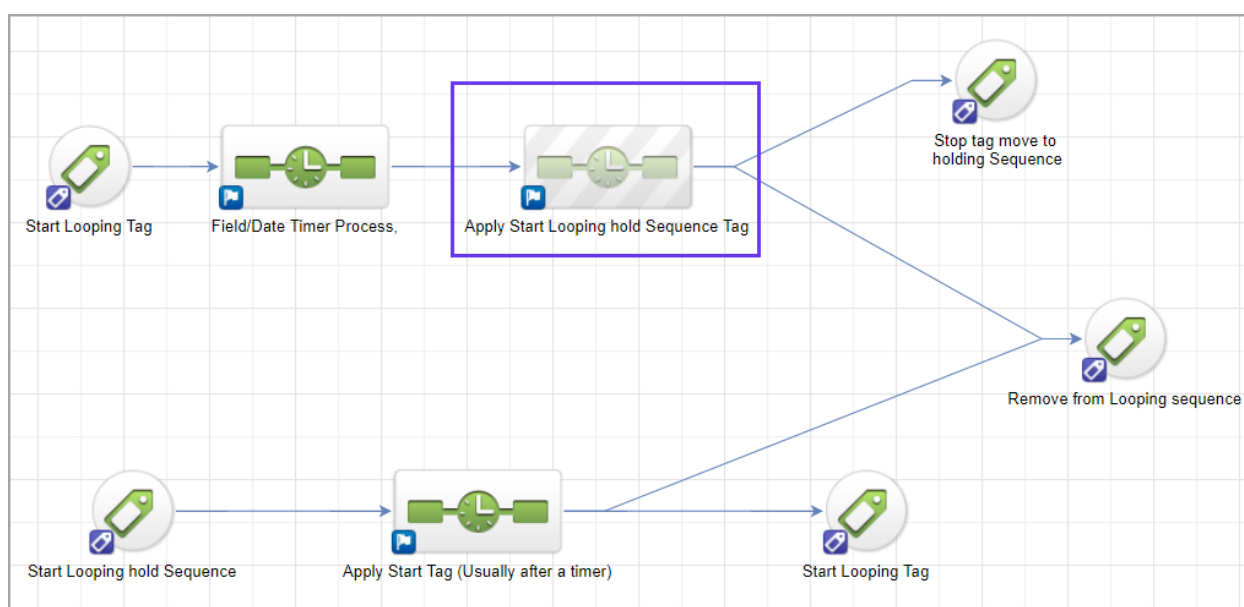 Stop tag move to
holding Sequence
Start Looping Tag
Field/Date Timer Process,
Apply Start Looping hold Sequence Tag
Remove from Looping sequence
Start Looping hold Sequence
Apply Start Tag (Usually after a timer)
Start Looping Tag